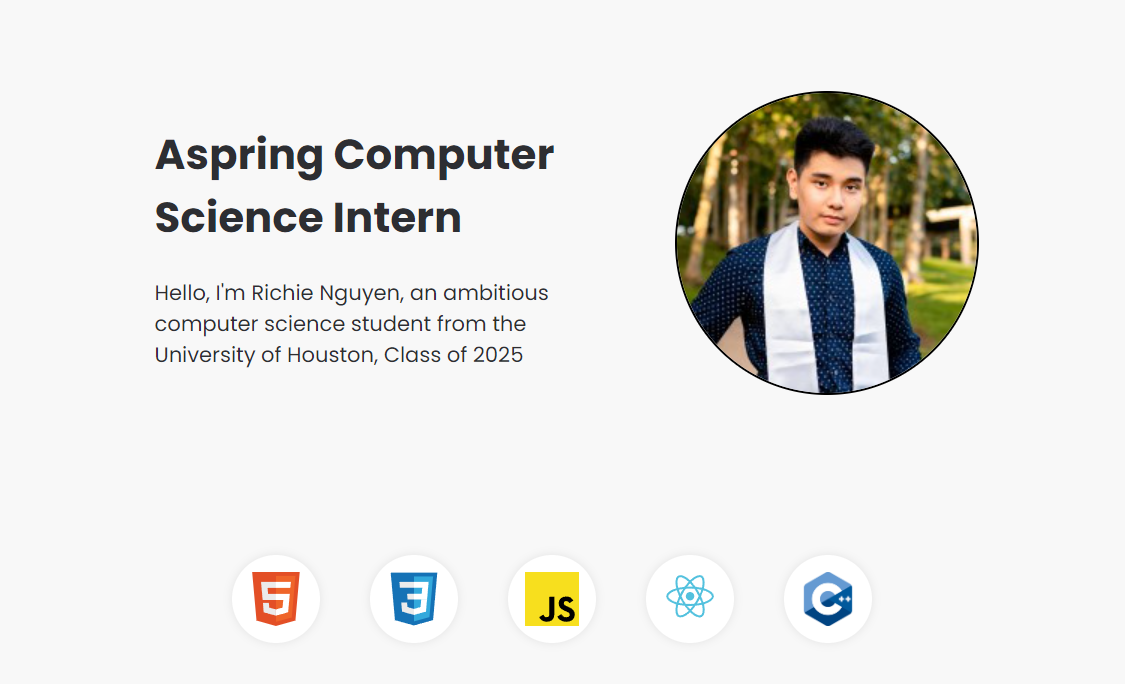 Aspring Computer
Science Intern
Hello, I'm Richie Nguyen, an ambitious
computer science student from the
University of Houston, Class of 2025
5
3
JS
C++